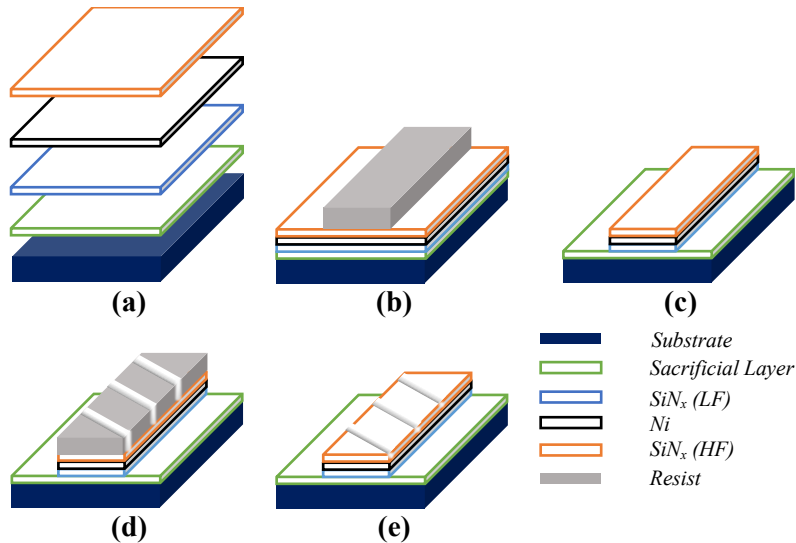 (a)
(b)
(c)
(d)
(e)
Substrate
Sacrificial Layer
SiNₓ (LF)
Ni
SiNₓ (HF)
Resist